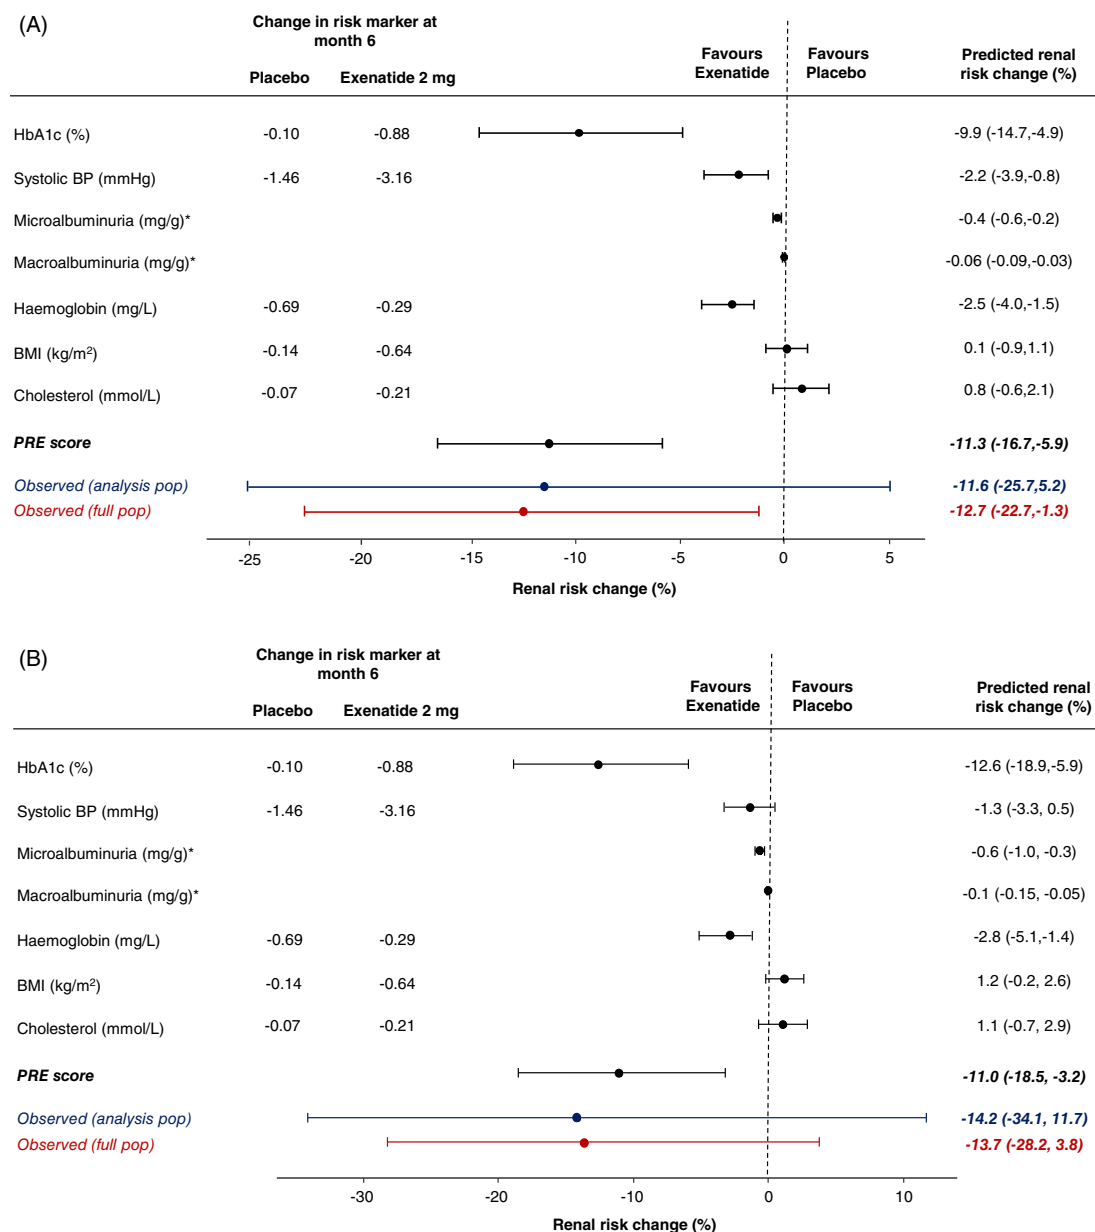 (A)
Change in risk marker at
month 6
Placebo Exenatide 2 mg
Favours
Exenatide
Favours
Placebo
Predicted renal
risk change (%)
HbA1c (%) -0.10 -0.88 -9.9 (-14.7,-4.9)
Systolic BP (mmHg) -1.46 -3.16 -2.2 (-3.9,-0.8)
Microalbuminuria (mg/g)* -0.4 (-0.6,-0.2)
Macroalbuminuria (mg/g)* -0.06 (-0.09,-0.03)
Haemoglobin (mg/L) -0.69 -0.29 -2.5 (-4.0,-1.5)
BMI (kg/m²) -0.14 -0.64 0.1 (-0.9,1.1)
Cholesterol (mmol/L) -0.07 -0.21 0.8 (-0.6,2.1)
PRE score -11.3 (-16.7,-5.9)
Observed (analysis pop) -11.6 (-25.7,5.2)
Observed (full pop) -12.7 (-22.7,-1.3)
-25 -20 -15 -10 -5 0 5
Renal risk change (%)
(B)
Change in risk marker at
month 6
Placebo Exenatide 2 mg
Favours
Exenatide
Favours
Placebo
Predicted renal
risk change (%)
HbA1c (%) -0.10 -0.88 -12.6 (-18.9,-5.9)
Systolic BP (mmHg) -1.46 -3.16 -1.3 (-3.3, 0.5)
Microalbuminuria (mg/g)* -0.6 (-1.0, -0.3)
Macroalbuminuria (mg/g)* -0.1 (-0.15, -0.05)
Haemoglobin (mg/L) -0.69 -0.29 -2.8 (-5.1,-1.4)
BMI (kg/m²) -0.14 -0.64 1.2 (-0.2, 2.6)
Cholesterol (mmol/L) -0.07 -0.21 1.1 (-0.7, 2.9)
PRE score -11.0 (-18.5, -3.2)
Observed (analysis pop) -14.2 (-34.1, 11.7)
Observed (full pop) -13.7 (-28.2, 3.8)
-30 -20 -10 0 10
Renal risk change (%)